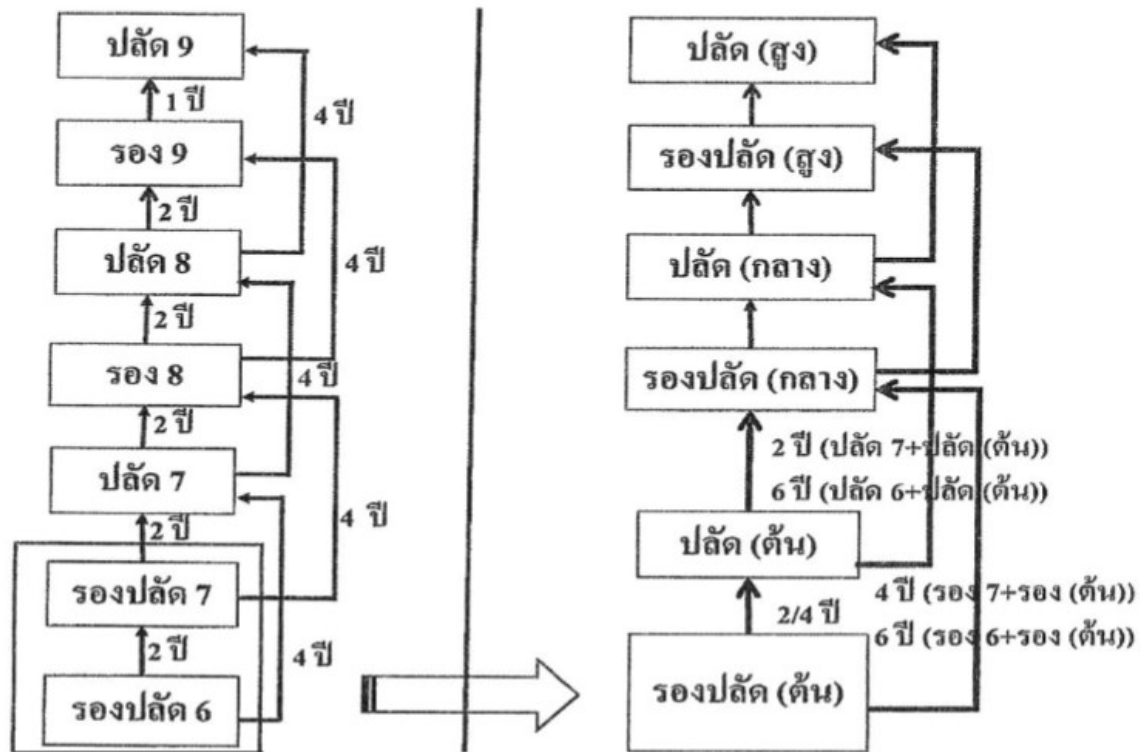 ปลัด 9
1 ปี
4 ปี
รอง 9
2 ปี
ปลัด 8
4 ปี
2 ปี
รอง 8
4 ปี
2 ปี
ปลัด 7
4 ปี
2 ปี
รองปลัด 7
2 ปี
4 ปี
รองปลัด 6
ปลัด (สูง)
รองปลัด (สูง)
ปลัด (กลาง)
รองปลัด (กลาง)
2 ปี (ปลัด 7+ปลัด (ต้น))
6 ปี (ปลัด 6+ปลัด (ต้น))
ปลัด (ต้น)
2/4 ปี
4 ปี (รอง 7+รอง (ต้น))
6 ปี (รอง 6+รอง (ต้น))
รองปลัด (ต้น)